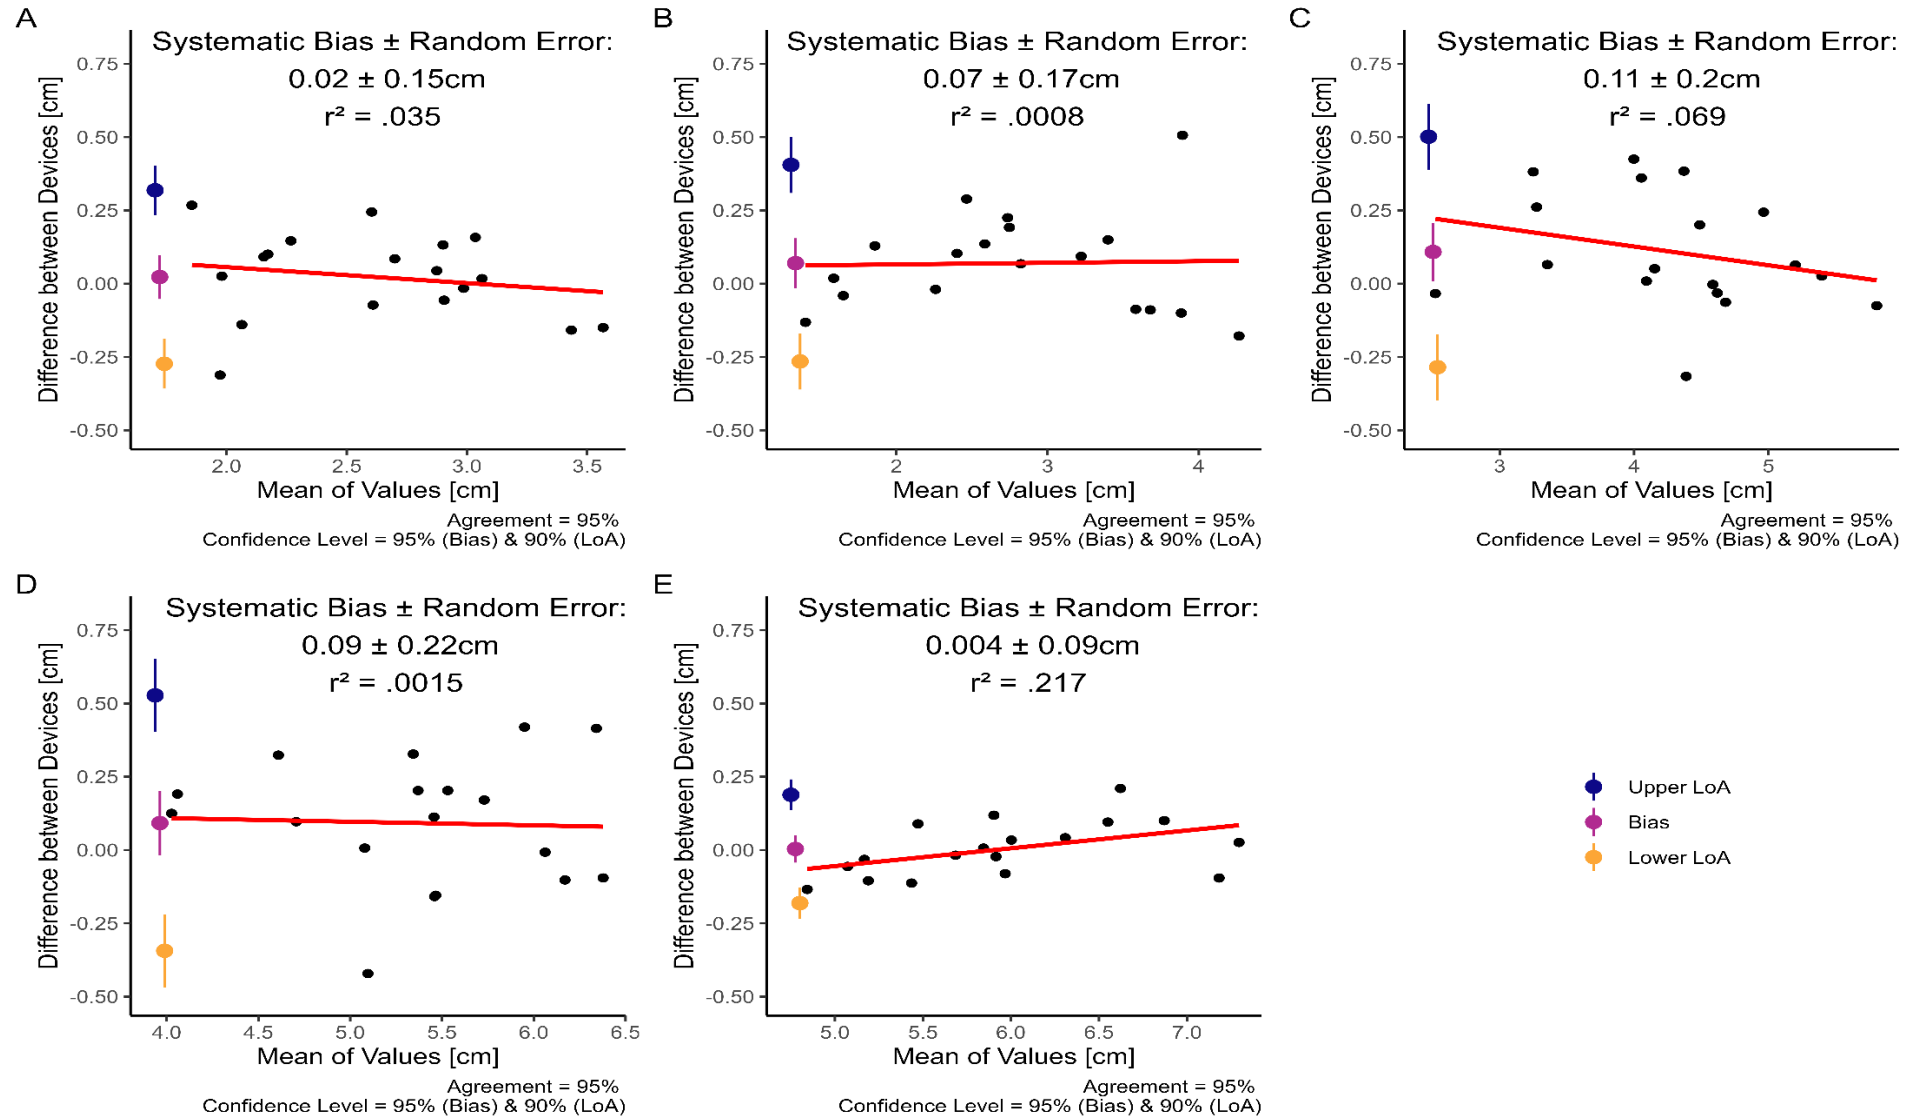 A
Systematic Bias ± Random Error:
0.02 ± 0.15cm
r² = .035
Difference between Devices [cm]
0.75
0.50
0.25
0.00
-0.25
-0.50
2.0 2.5 3.0 3.5
Mean of Values [cm]
Agreement = 95%
Confidence Level = 95% (Bias) & 90% (LoA)
B
Systematic Bias ± Random Error:
0.07 ± 0.17cm
r² = .0008
Difference between Devices [cm]
0.75
0.50
0.25
0.00
-0.25
-0.50
2 3 4
Mean of Values [cm]
Agreement = 95%
Confidence Level = 95% (Bias) & 90% (LoA)
C
Systematic Bias ± Random Error:
0.11 ± 0.2cm
r² = .069
Difference between Devices [cm]
0.75
0.50
0.25
0.00
-0.25
-0.50
3 4 5
Mean of Values [cm]
Agreement = 95%
Confidence Level = 95% (Bias) & 90% (LoA)
D
Systematic Bias ± Random Error:
0.09 ± 0.22cm
r² = .0015
Difference between Devices [cm]
0.75
0.50
0.25
0.00
-0.25
-0.50
4.0 4.5 5.0 5.5 6.0 6.5
Mean of Values [cm]
Agreement = 95%
Confidence Level = 95% (Bias) & 90% (LoA)
E
Systematic Bias ± Random Error:
0.004 ± 0.09cm
r² = .217
Difference between Devices [cm]
0.75
0.50
0.25
0.00
-0.25
-0.50
5.0 5.5 6.0 6.5 7.0
Mean of Values [cm]
Agreement = 95%
Confidence Level = 95% (Bias) & 90% (LoA)
Upper LoA
Bias
Lower LoA